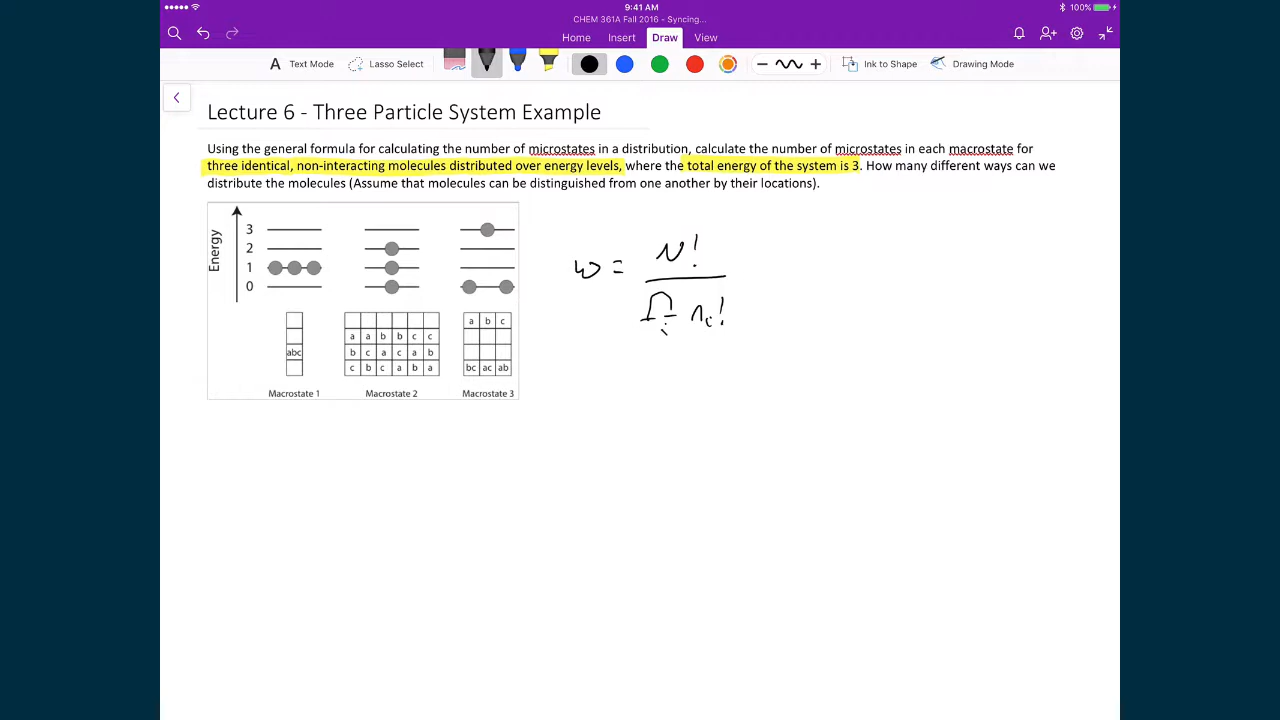 9:41 AM
100%
CHEM 361A Fall 2016 - Syncing...
Home Insert Draw View
A Text Mode Lasso Select Ink to Shape Drawing Mode
Lecture 6 - Three Particle System Example
Using the general formula for calculating the number of microstates in a distribution, calculate the number of microstates in each macrostate for
three identical, non-interacting molecules distributed over energy levels, where the total energy of the system is 3. How many different ways can we
distribute the molecules (Assume that molecules can be distinguished from one another by their locations).
Energy
3
2
1
0
a b c
a a b b c c
abc b c a c a b
c b c a b a bc ac ab
Macrostate 1 Macrostate 2 Macrostate 3
N!
W =
∏ nᵢ!
i